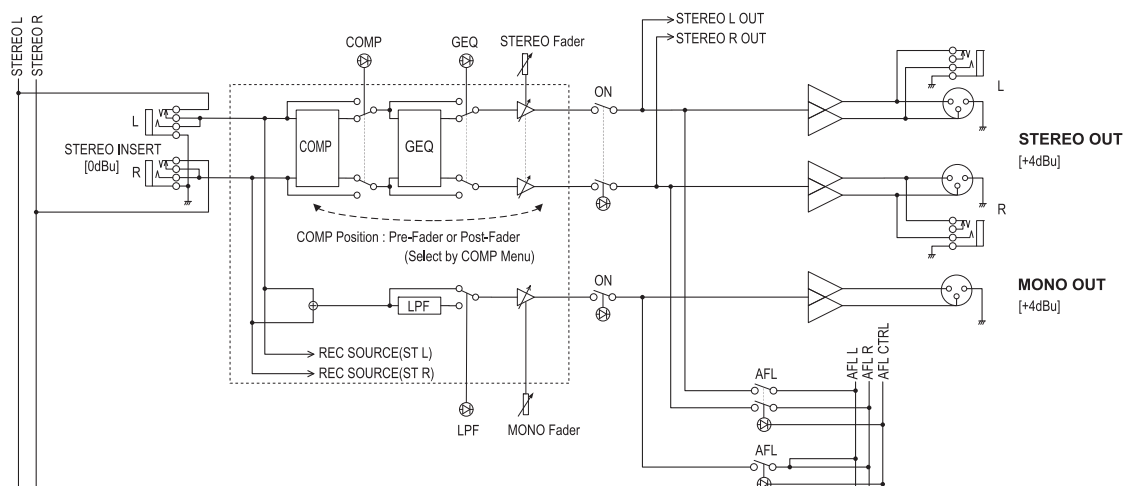 STEREO L
STEREO R
COMP
GEQ
STEREO Fader
STEREO L OUT
STEREO R OUT
ON
L
L
STEREO INSERT
[0dBu]
R
COMP
GEQ
STEREO OUT
[+4dBu]
R
COMP Position : Pre-Fader or Post-Fader
(Select by COMP Menu)
ON
MONO OUT
[+4dBu]
LPF
REC SOURCE(ST L)
REC SOURCE(ST R)
AFL L
AFL R
AFL CTRL
AFL
LPF
MONO Fader
AFL